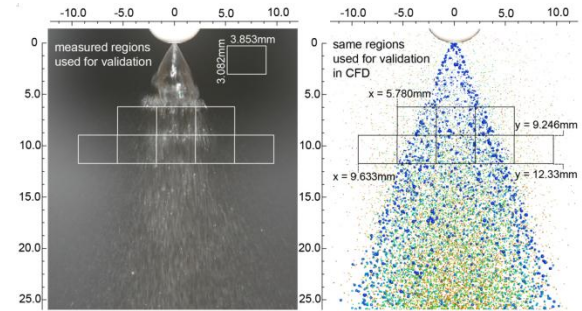 -10.0 -5.0 0.0 5.0 10.0
-10.0 -5.0 0.0 5.0 10.0
0
5.0
10.0
15.0
20.0
25.0
measured regions
used for validation
3.853mm
3.082mm
0
5.0
10.0
15.0
20.0
25.0
same regions
used for validation
in CFD
x = 5.780mm
y = 9.246mm
x = 9.633mm
y = 12.33mm